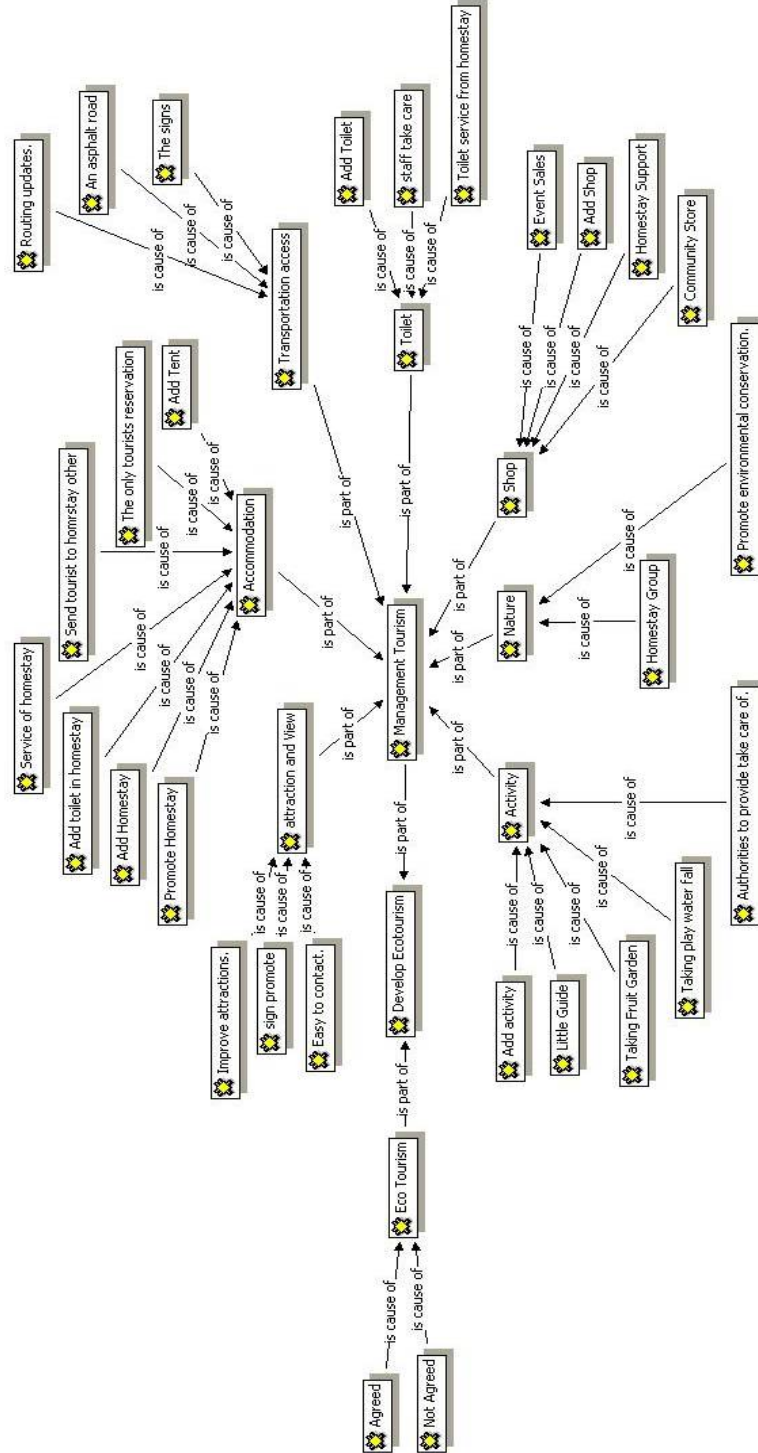 Routing updates.
is cause of
An asphalt road
is cause of
The signs
is cause of
Transportation access
is part of
Add Toilet
is cause of
staff take care
is cause of
Toilet service from homestay
is cause of
Toilet
is part of
Event Sales
is cause of
Add Shop
is cause of
Homestay Support
is cause of
Community Store
is cause of
Shop
is part of
Service of homestay
is cause of
Add toilet in homestay
is cause of
Add Homestay
is cause of
Promote Homestay
is cause of
Send tourist to homrstay other
is cause of
The only tourists reservation
is cause of
Add Tent
is cause of
Accommodation
is part of
Improve attractions.
is cause of
sign promote
is cause of
Easy to contact.
is cause of
attraction and View
is part of
Management Tourism
is part of
Develop Ecotourism
is part of
Eco Tourism
Agreed
is cause of
Not Agreed
is cause of
Nature
is part of
Homestay Group
is cause of
Promote environmental conservation.
is cause of
Activity
is part of
Add activity
is cause of
Little Guide
is cause of
Taking Fruit Garden
is cause of
Taking play water fall
is cause of
Authorities to provide take care of.
is cause of